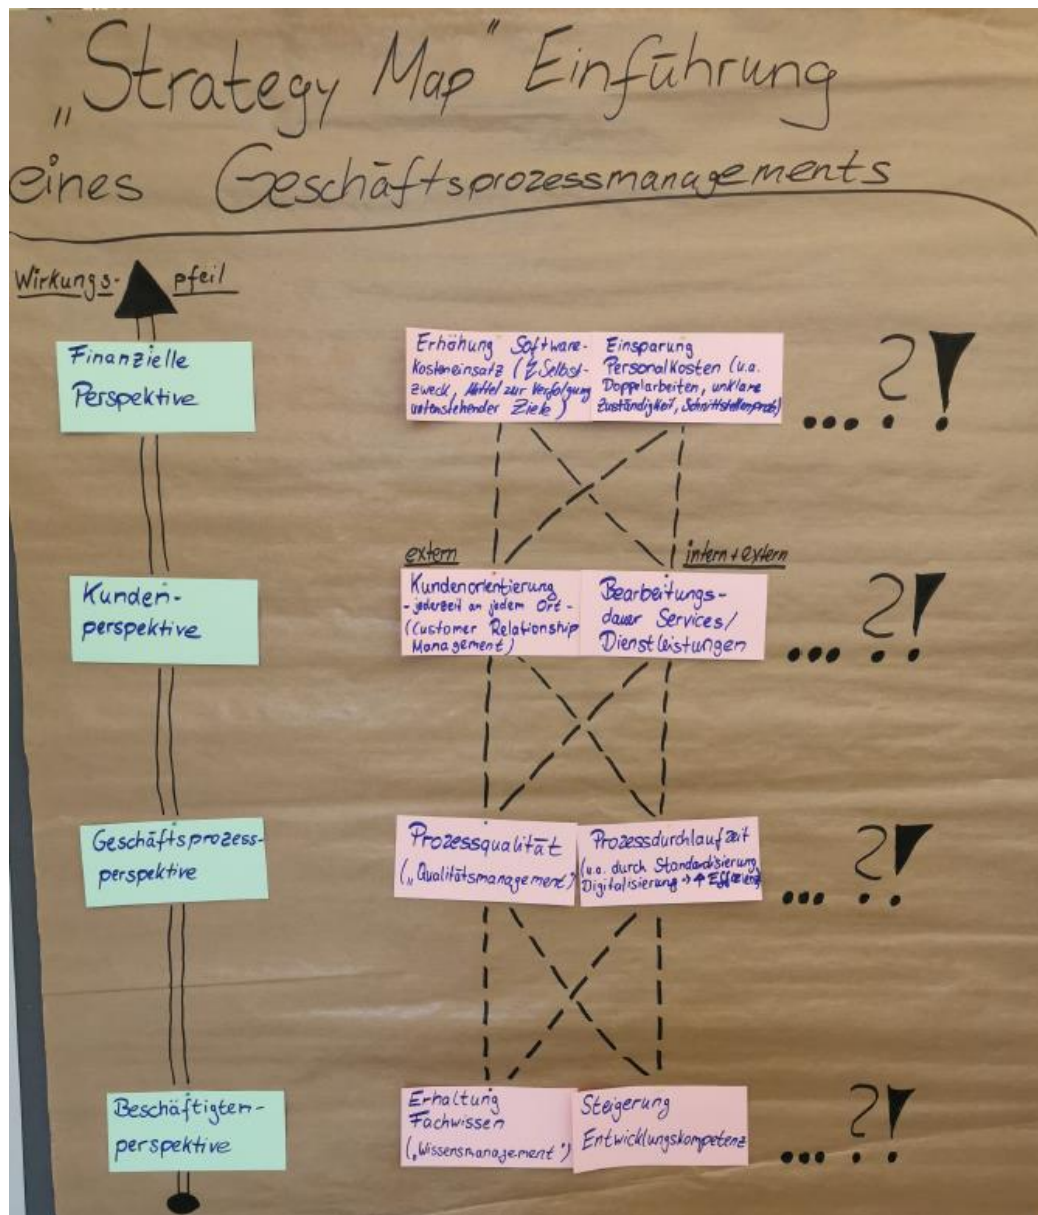 „Strategy Map" Einführung
eines Geschäftsprozessmanagements
Wirkungs- pfeil
Finanzielle
Perspektive
Erhöhung Software-
kosteneinsatz ( Selbst-
zweck, Mittel zur Verfolgung
untenstehender Ziele)
Einsparung
Personalkosten (u.a.
Doppelarbeiten, unklare
Zuständigkeit, Schnittstellenprob.)
... ?!
extern
intern+extern
Kunden-
perspektive
Kundenorientierung
- jederzeit an jedem Ort -
(Customer Relationship
Management)
Bearbeitungs-
dauer Services/
Dienstleistungen
... ?!
Geschäftsprozess-
perspektive
Prozessqualität
(„Qualitätsmanagement")
Prozessdurchlaufzeit
(u.a. durch Standardisierung,
Digitalisierung → ↑ Effizienz)
... ?!
Beschäftigten-
perspektive
Erhaltung
Fachwissen
(„Wissensmanagement")
Steigerung
Entwicklungskompetenz
... ?!